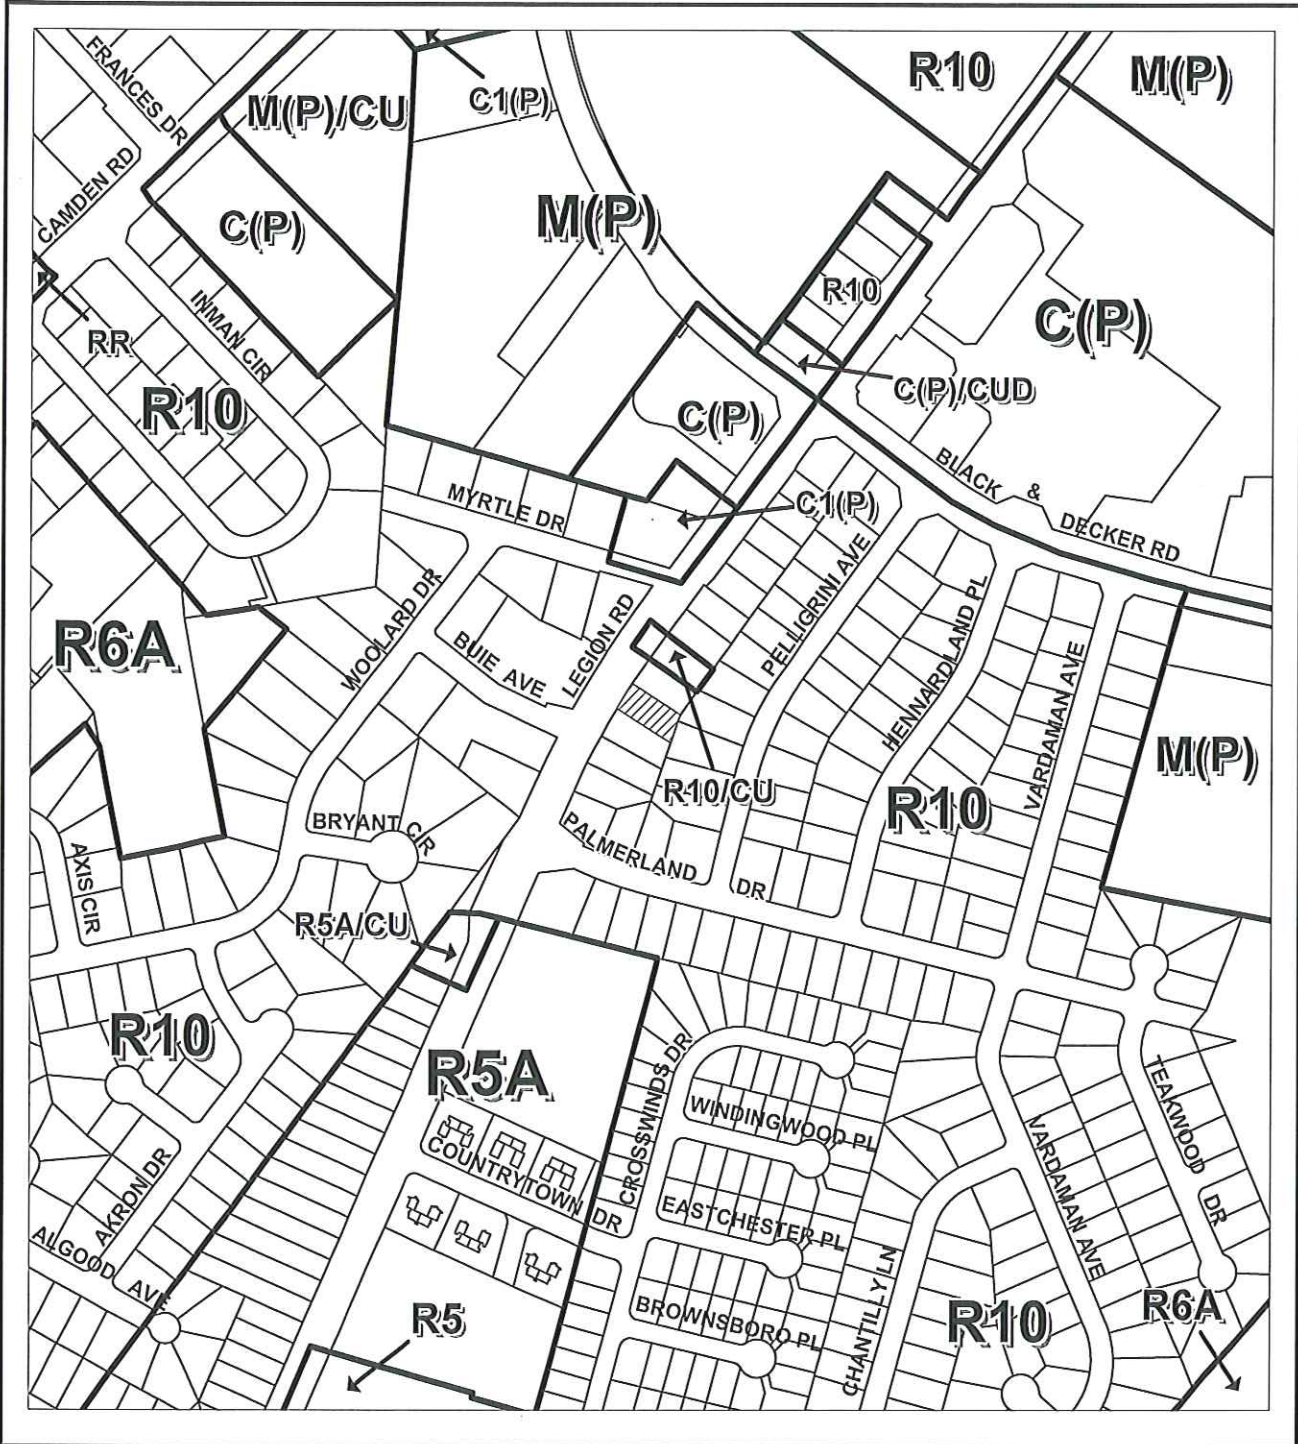 FRANCES DR
M(P)/CU
C1(P)
R10
M(P)
CAMDEN RD
C(P)
M(P)
R10
C(P)
RR
INMAN CIR
R10
C(P)/CUD
C(P)
BLACK & DECKER RD
MYRTLE DR
C1(P)
R6A
WOOLARD DR
BUIE AVE
LEGION RD
PELLIGRINI AVE
HENNARDLAND PL
VARDAMAN AVE
M(P)
R10/CU
R10
BRYANT CIR
PALMERLAND DR
AXIS CIR
R5A/CU
R10
R5A
CROSSWINDS DR
WINDINGWOOD PL
TEAKWOOD DR
VARDAMAN AVE
COUNTRYTOWN DR
EASTCHESTER PL
AKRON DR
ALGOOD AVE
BROWNSBORO PL
CHANTILLY LN
R5
R10
R6A